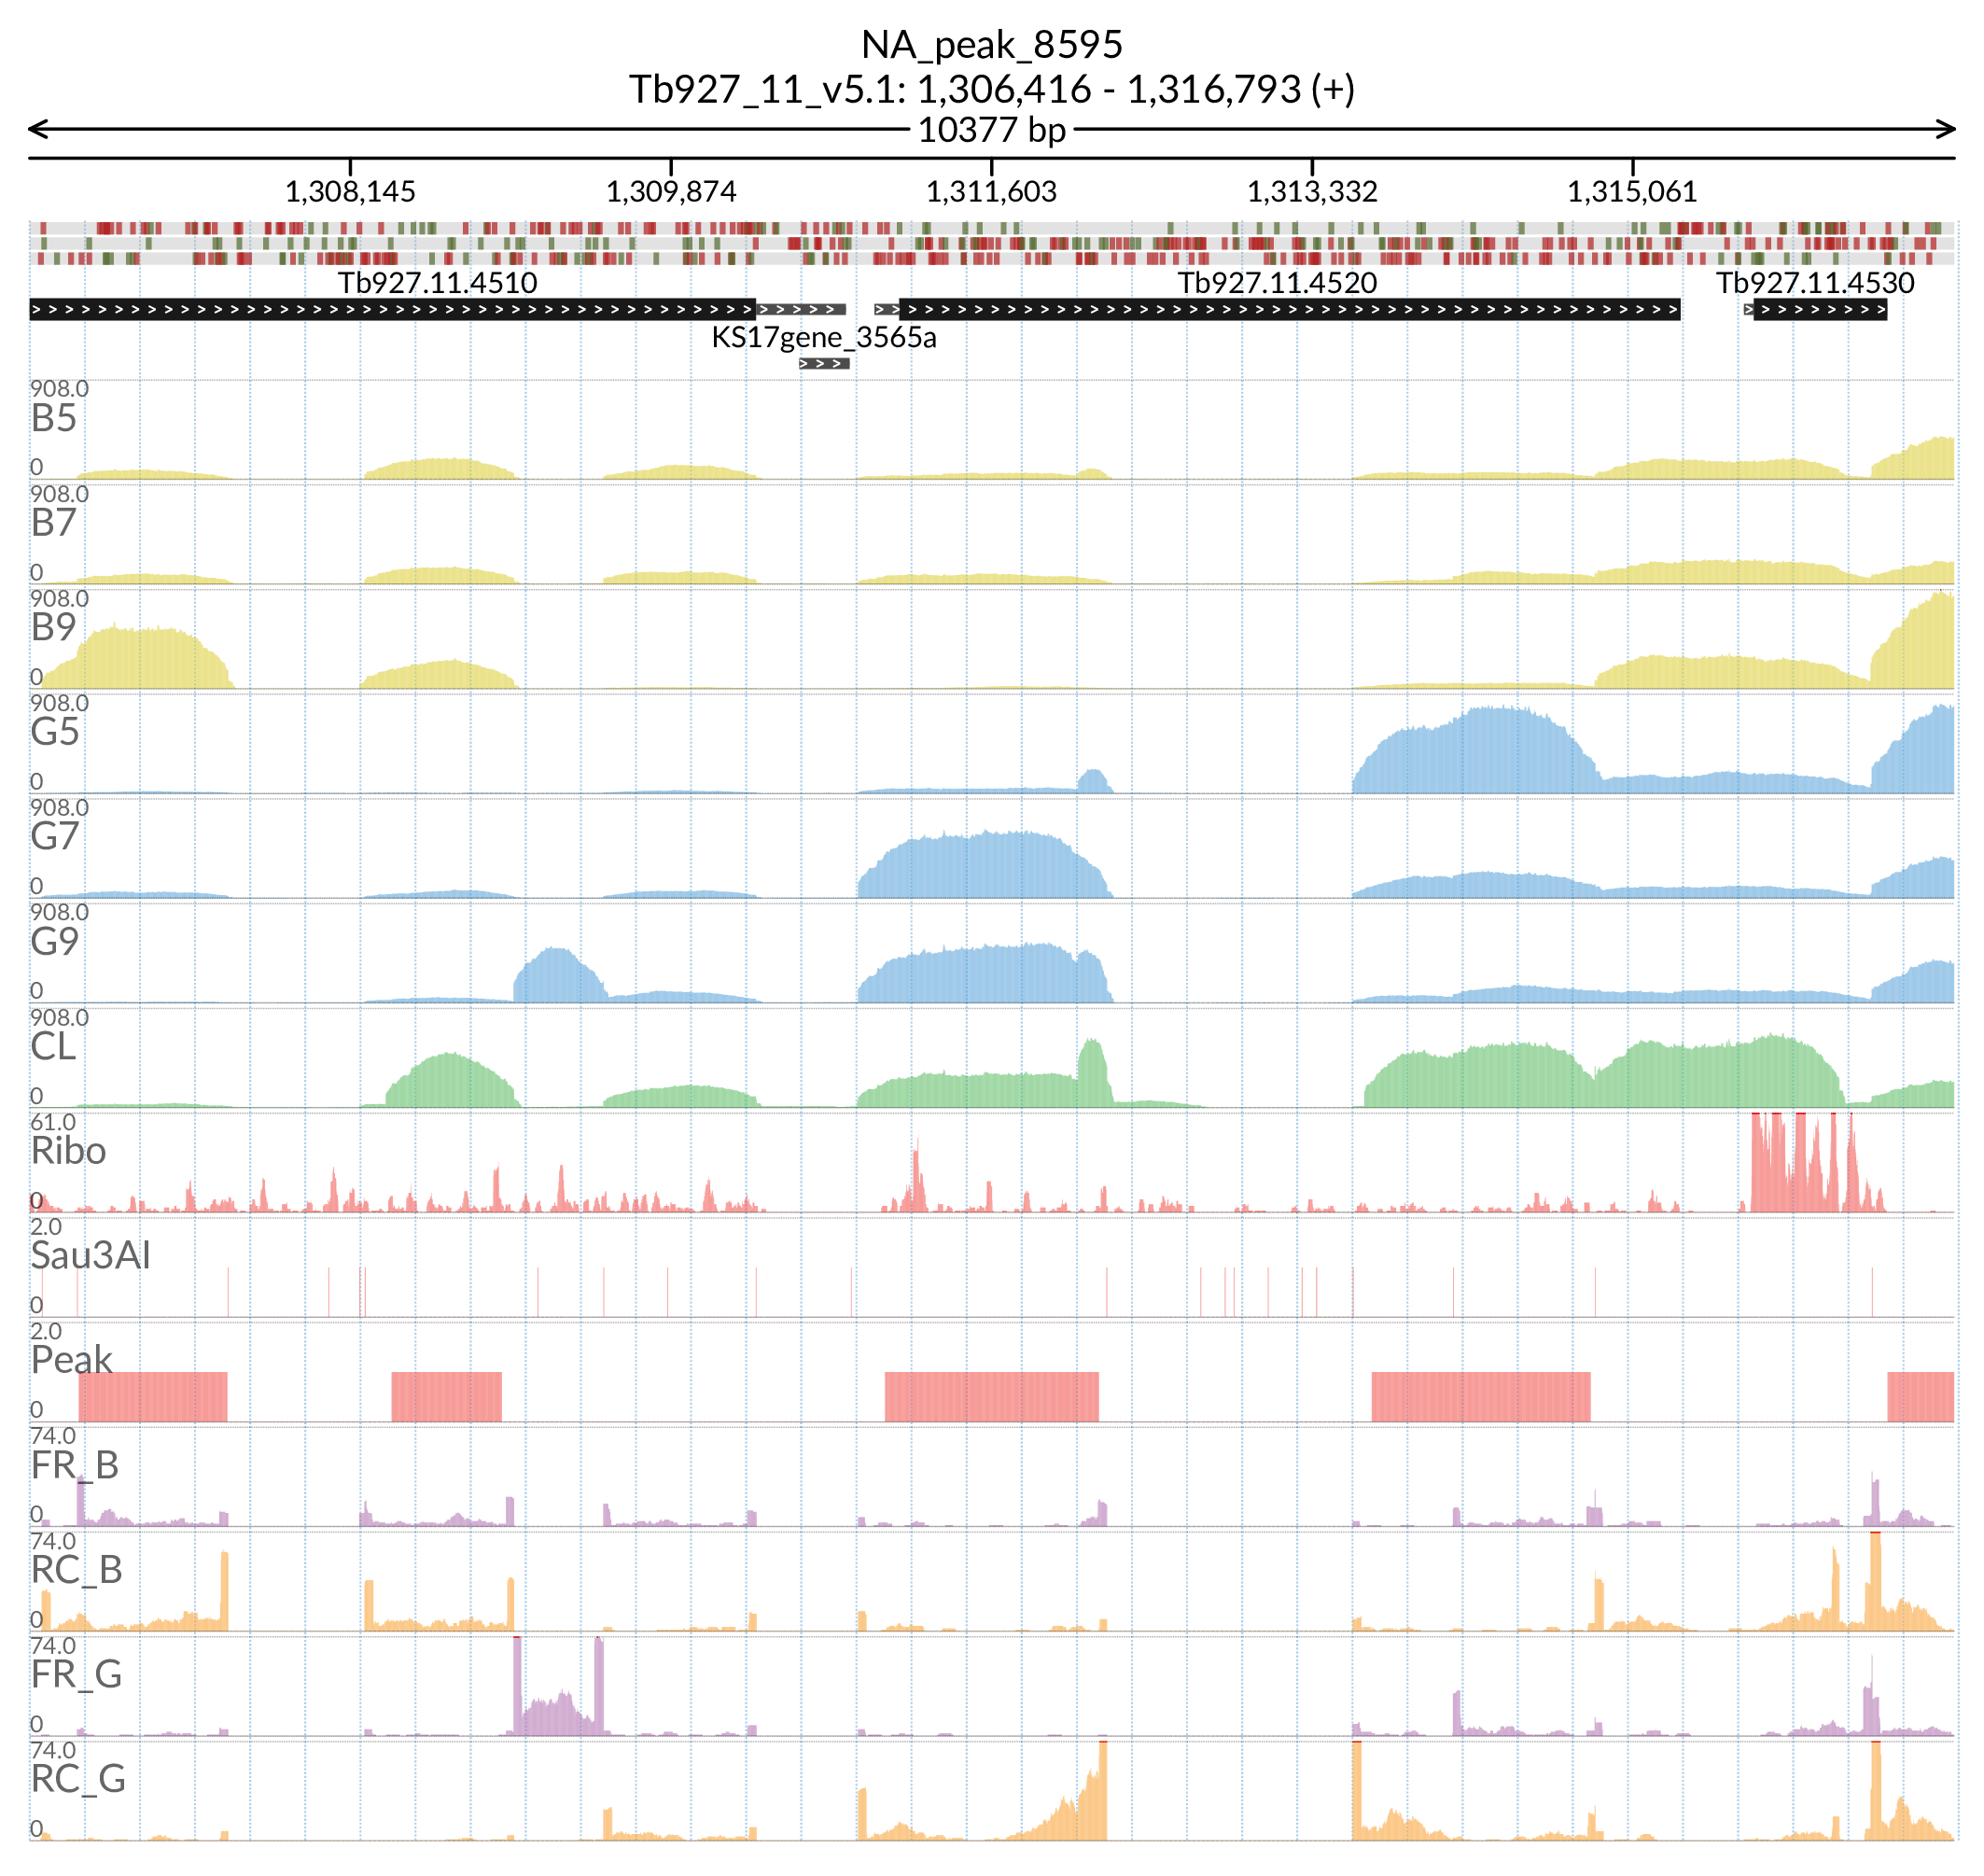 NA_peak_8595
Tb927_11_v5.1: 1,306,416 - 1,316,793 (+)
10377 bp
1,308,145 1,309,874 1,311,603 1,313,332 1,315,061
Tb927.11.4510 Tb927.11.4520 Tb927.11.4530
KS17gene_3565a
908.0
B5
0
908.0
B7
0
908.0
B9
0
908.0
G5
0
908.0
G7
0
908.0
G9
0
908.0
CL
0
61.0
Ribo
0
2.0
Sau3AI
0
2.0
Peak
0
74.0
FR_B
0
74.0
RC_B
0
74.0
FR_G
0
74.0
RC_G
0